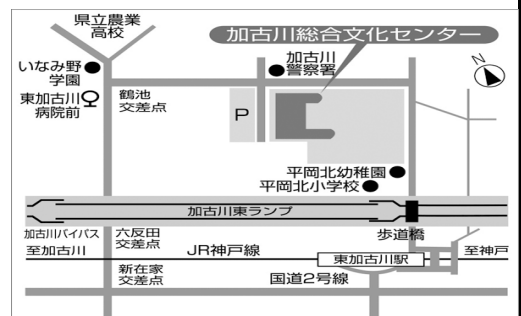 県立農業
高校
加古川総合文化センター
いなみ野
学園
加古川
警察署
N
東加古川
病院前
鶴池
交差点
P
平岡北幼稚園
平岡北小学校
加古川東ランプ
加古川バイパス
六反田
交差点
歩道橋
至加古川
JR神戸線
東加古川駅
至神戸
新在家
交差点
国道2号線